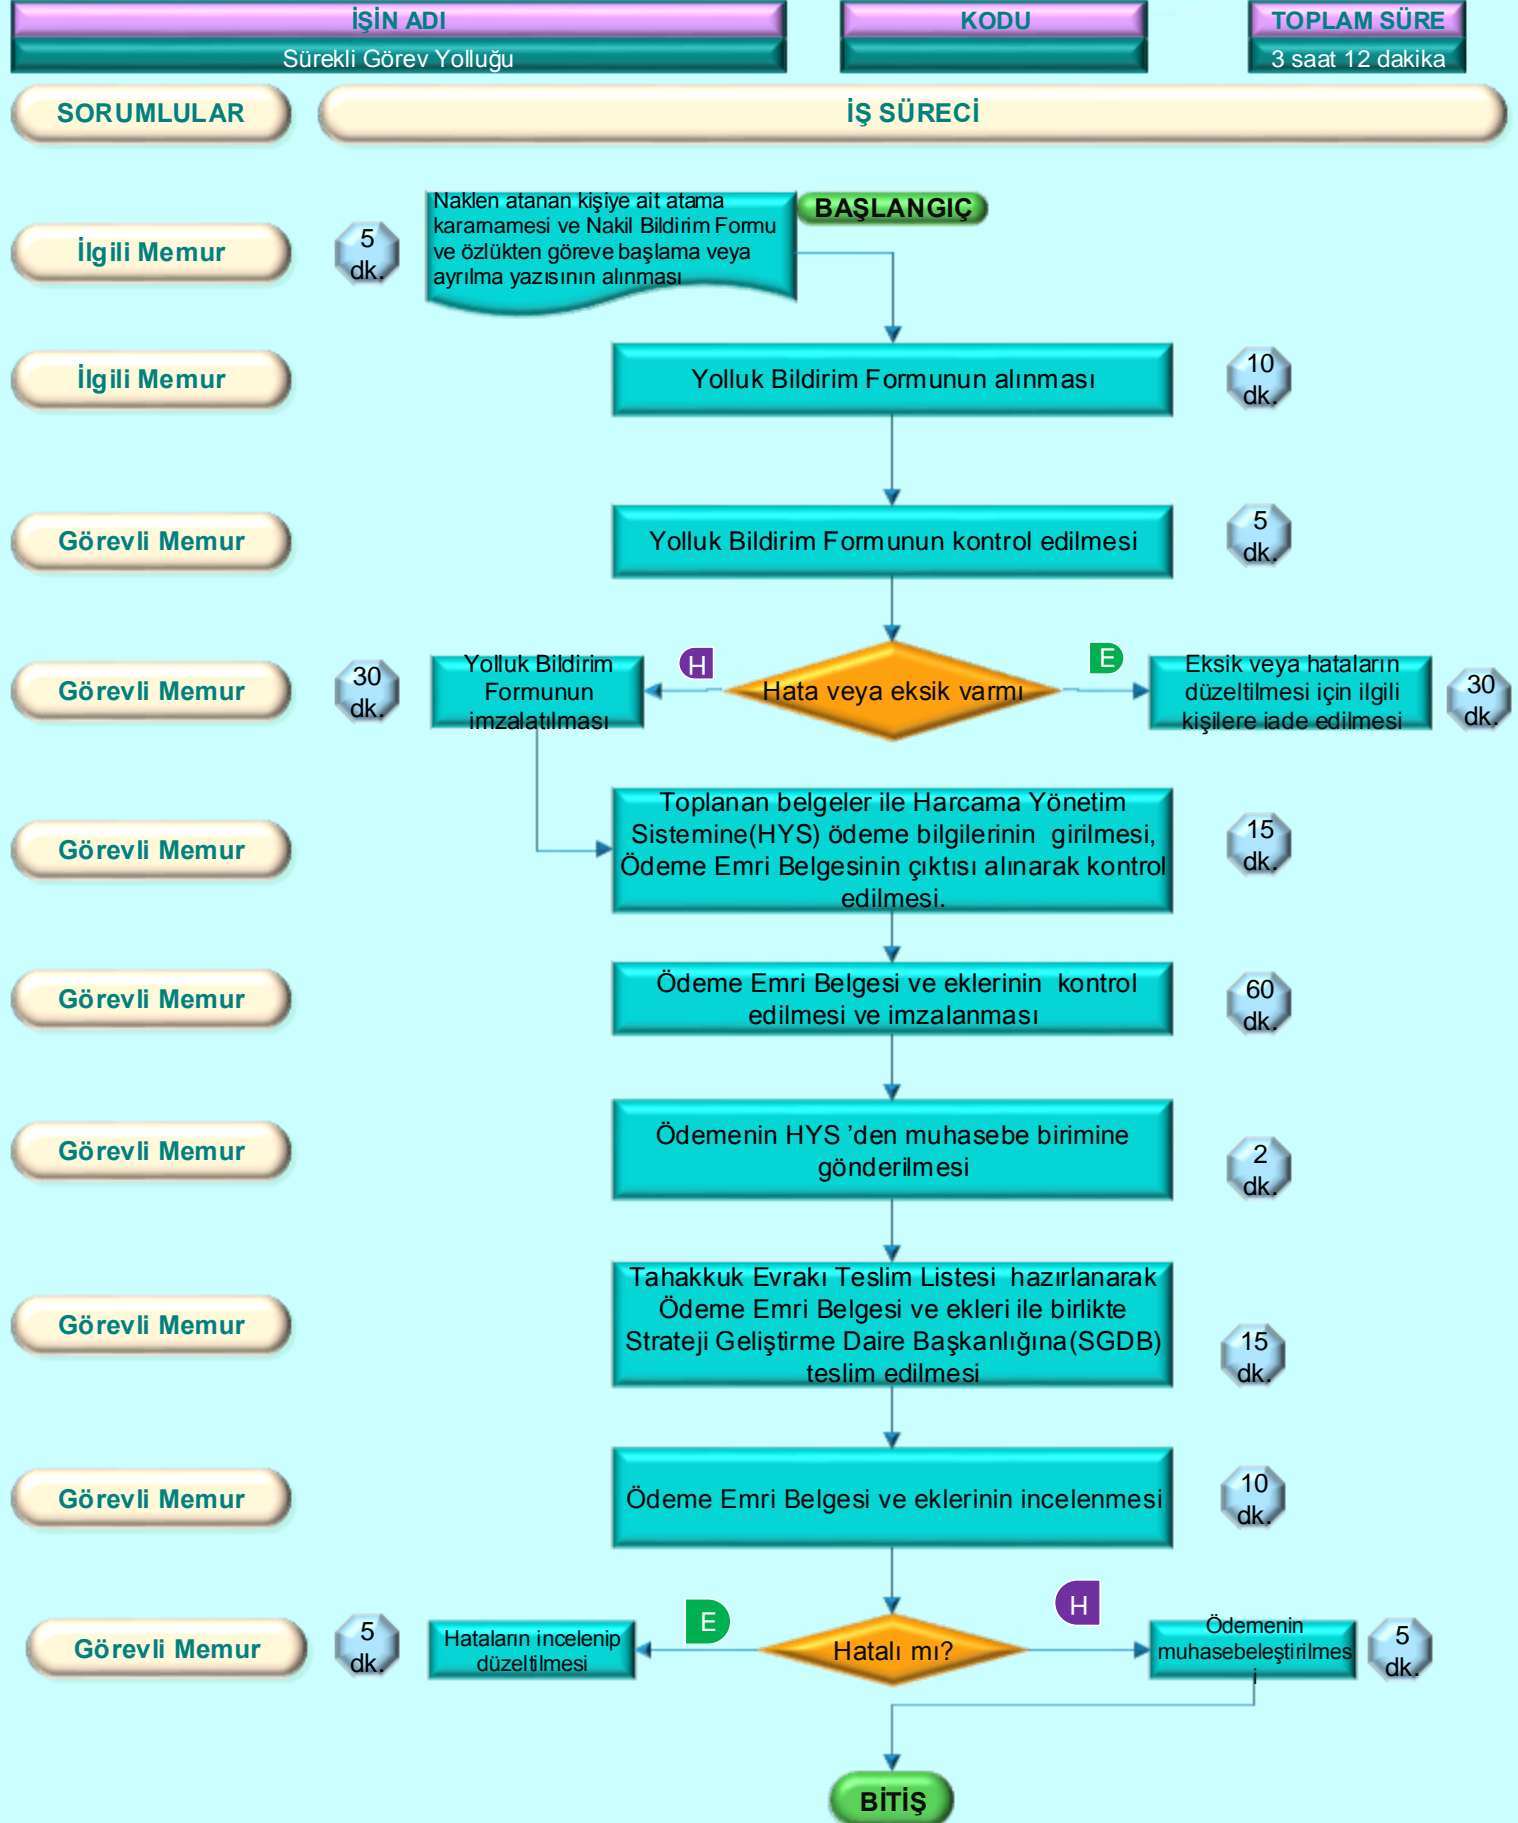 İŞİN ADI
KODU
TOPLAM SÜRE
Sürekli Görev Yolluğu
3 saat 12 dakika
SORUMLULAR
İŞ SÜRECİ
BAŞLANGIÇ
İlgili Memur
5
dk.
Naklen atanan kişiye ait atama
kararnamesi ve Nakil Bildirim Formu
ve özlükten göreve başlama veya
ayrılma yazısının alınması
İlgili Memur
Yolluk Bildirim Formunun alınması
10
dk.
Görevli Memur
Yolluk Bildirim Formunun kontrol edilmesi
5
dk.
Görevli Memur
30
dk.
Yolluk Bildirim
Formunun
imzalatılması
H
Hata veya eksik varmı
E
Eksik veya hataların
düzeltilmesi için ilgili
kişilere iade edilmesi
30
dk.
Görevli Memur
Toplanan belgeler ile Harcama Yönetim
Sistemine(HYS) ödeme bilgilerinin girilmesi,
Ödeme Emri Belgesinin çıktısı alınarak kontrol
edilmesi.
15
dk.
Görevli Memur
Ödeme Emri Belgesi ve eklerinin kontrol
edilmesi ve imzalanması
60
dk.
Görevli Memur
Ödemenin HYS ’den muhasebe birimine
gönderilmesi
2
dk.
Görevli Memur
Tahakkuk Evrakı Teslim Listesi hazırlanarak
Ödeme Emri Belgesi ve ekleri ile birlikte
Strateji Geliştirme Daire Başkanlığına(SGDB)
teslim edilmesi
15
dk.
Görevli Memur
Ödeme Emri Belgesi ve eklerinin incelenmesi
10
dk.
Görevli Memur
5
dk.
Hataların incelenip
düzeltilmesi
E
Hatalı mı?
H
Ödemenin
muhasebeleştirilmes
i
5
dk.
BİTİŞ